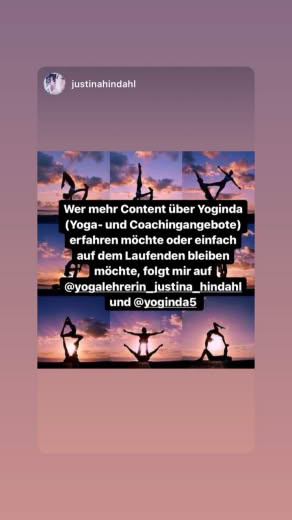 justinahindahl
Wer mehr Content über Yoginda
(Yoga- und Coachingangebote)
erfahren möchte oder einfach
auf dem Laufenden bleiben
möchte, folgt mir auf
@yogalehrerin_justina_hindahl
und @yoginda5